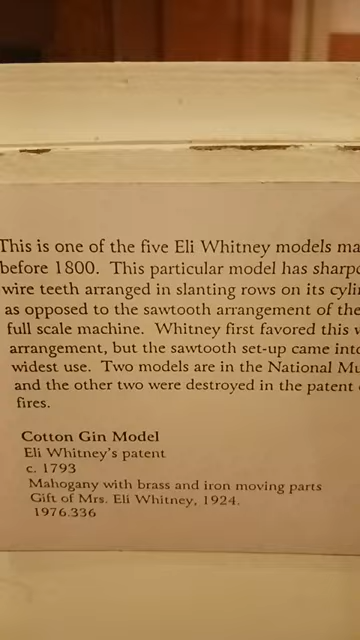 This is one of the five Eli Whitney models
before 1800. This particular model has
wire teeth arranged in slanting rows on its
as opposed to the sawtooth arrangement of the
full scale machine. Whitney first favored this
arrangement, but the sawtooth set-up came
widest use. Two models are in the National
and the other two were destroyed in the patent
fires.
Cotton Gin Model
Eli Whitney's patent
c. 1793
Mahogany with brass and iron moving parts
Gift of Mrs. Eli Whitney, 1924.
1976.336